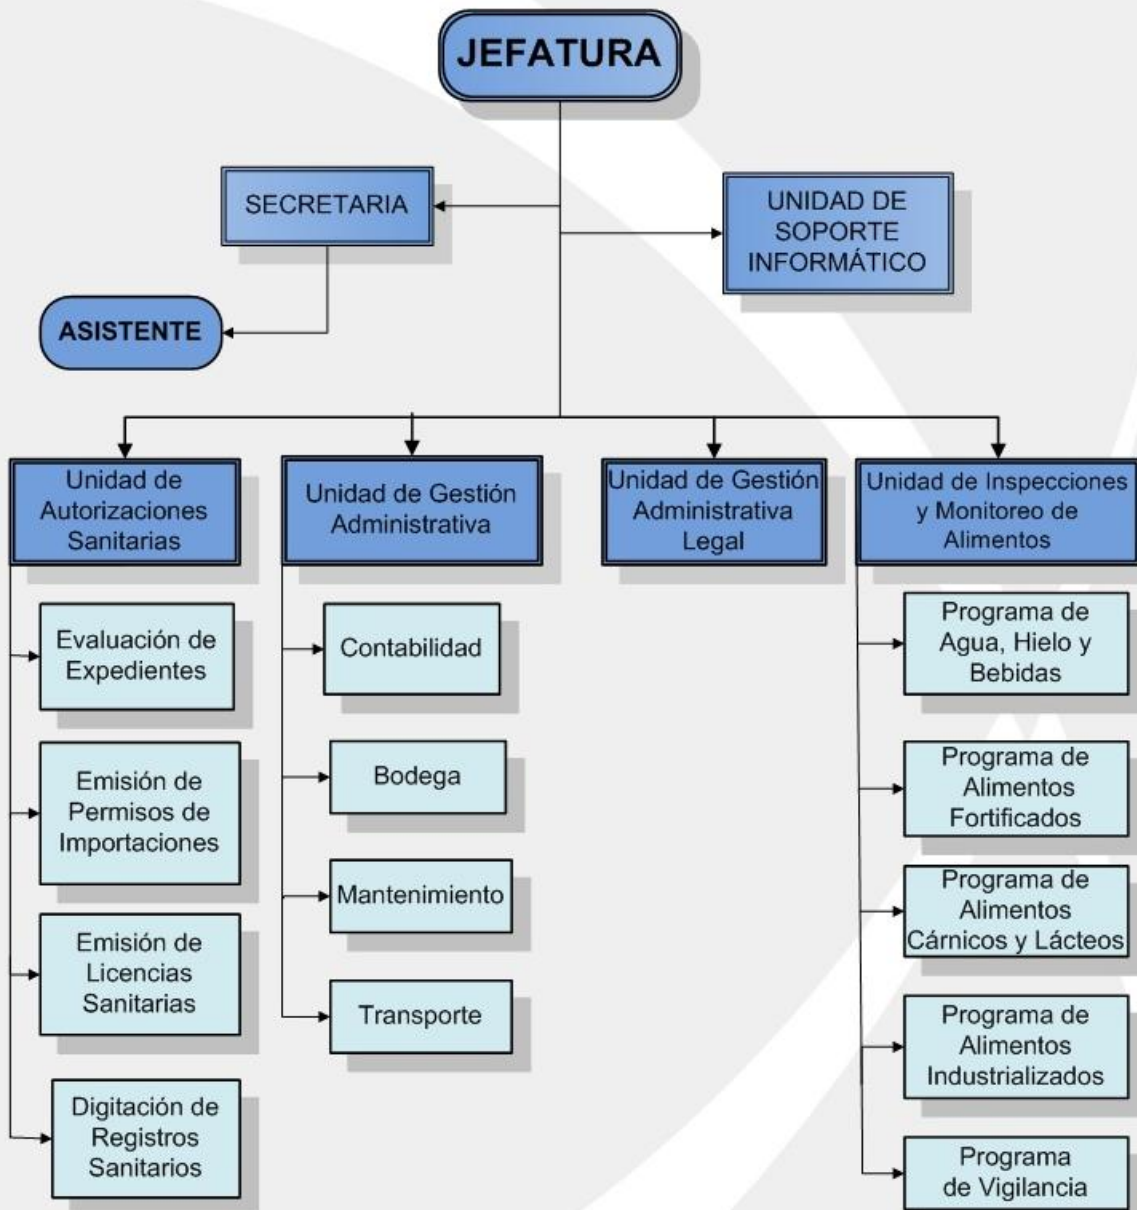 JEFATURA
SECRETARIA
UNIDAD DE
SOPORTE
INFORMÁTICO
ASISTENTE
Unidad de
Autorizaciones
Sanitarias
Evaluación de
Expedientes
Emisión de
Permisos de
Importaciones
Emisión de
Licencias
Sanitarias
Digitación de
Registros
Sanitarios
Unidad de Gestión
Administrativa
Contabilidad
Bodega
Mantenimiento
Transporte
Unidad de Gestión
Administrativa
Legal
Unidad de Inspecciones
y Monitoreo de
Alimentos
Programa de
Agua, Hielo y
Bebidas
Programa de
Alimentos
Fortificados
Programa de
Alimentos
Cárnicos y Lácteos
Programa de
Alimentos
Industrializados
Programa
de Vigilancia